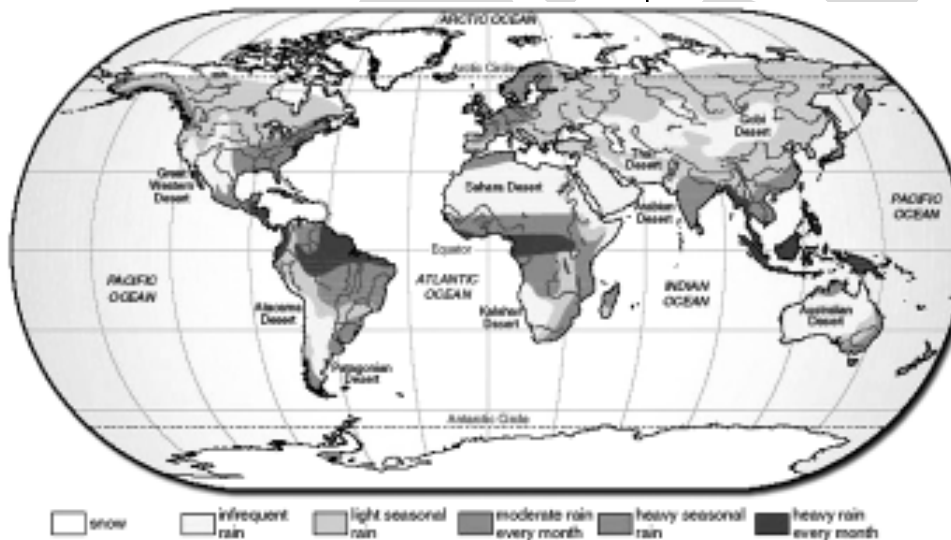 ARCTIC OCEAN
Arctic Circle
Gobi
Desert
Thar
Desert
Great
Western
Desert
Sahara Desert
Arabian
Desert
PACIFIC
OCEAN
Equator
PACIFIC
OCEAN
ATLANTIC
OCEAN
INDIAN
OCEAN
Atacama
Desert
Kalahari
Desert
Australian
Desert
Patagonian
Desert
Antarctic Circle
snow
infrequent
rain
light seasonal
rain
moderate rain
every month
heavy seasonal
rain
heavy rain
every month